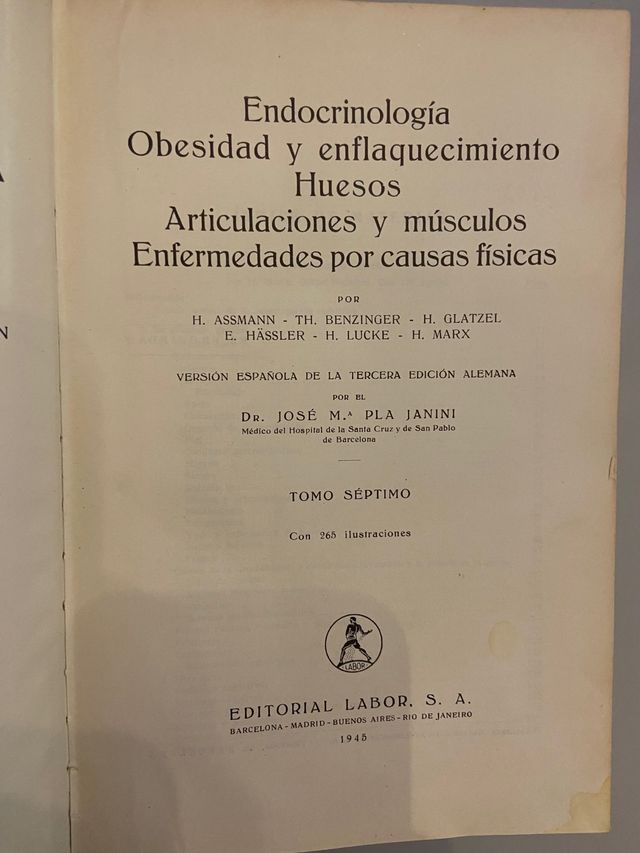 Endocrinología
Obesidad y enflaquecimiento
Huesos
Articulaciones y músculos
Enfermedades por causas físicas
POR
H. ASSMANN - TH. BENZINGER - H. GLATZEL
E. HÄSSLER - H. LUCKE - H. MARX
VERSIÓN ESPAÑOLA DE LA TERCERA EDICIÓN ALEMANA
POR EL
DR. JOSÉ M.ª PLA JANINI
Médico del Hospital de la Santa Cruz y de San Pablo
de Barcelona
TOMO SÉPTIMO
Con 265 ilustraciones
LABOR
EDITORIAL LABOR, S. A.
BARCELONA - MADRID - BUENOS AIRES - RIO DE JANEIRO
1945